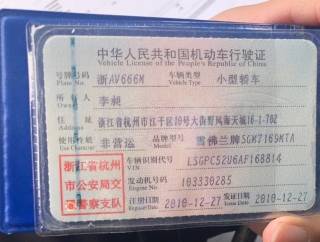 中华人民共和国机动车行驶证
Vehicle License of the People's Republic of China
号牌号码 浙AV666M 车辆类型 小型轿车
Plate No. Vehicle Type
所有人 李昶
Owner
住址 浙江省杭州市江干区10号大街野风海天城16-1-702
Address
使用性质 非营运 品牌型号 雪佛兰牌SGM7169MTA
Use Character Model
浙江省杭州
市公安局交
通警察支队
车辆识别代号 LSGPC52U6AF168814
VIN
发动机号码 103330285
Engine No.
注册日期 2010-12-27 发证日期 2010-12-27
Register Date Issue Date